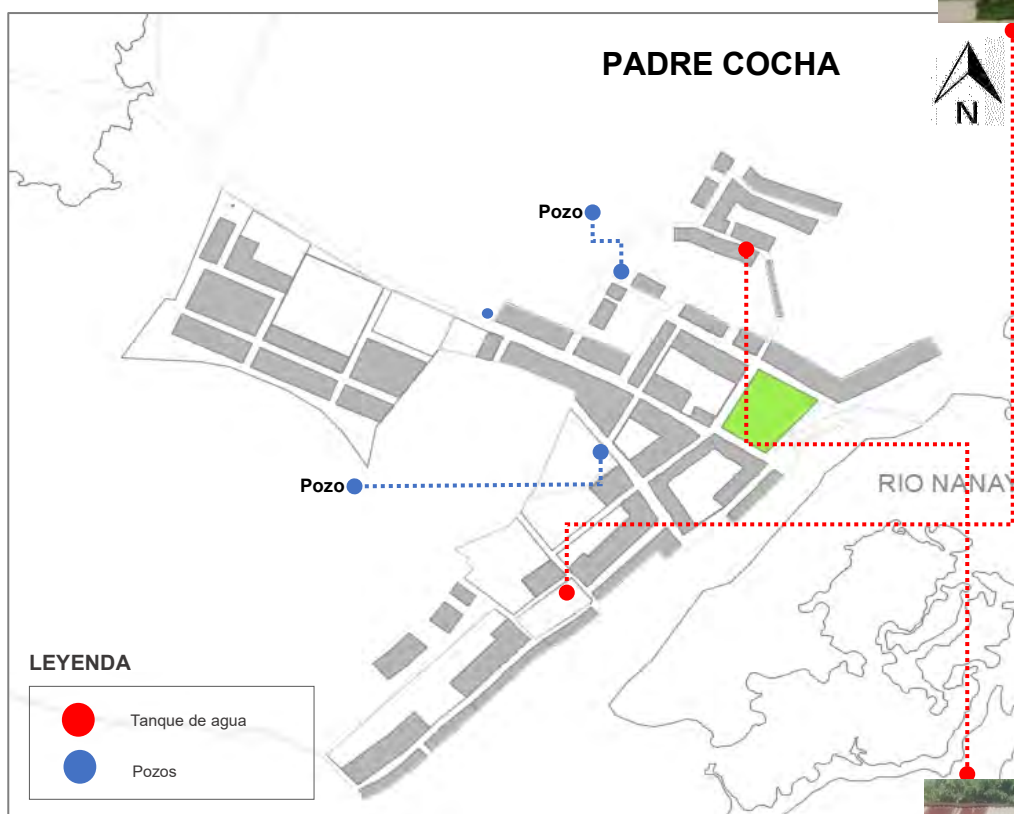 PADRE COCHA
N
Pozo
Pozo
RIO NANAY
LEYENDA
Tanque de agua
Pozos